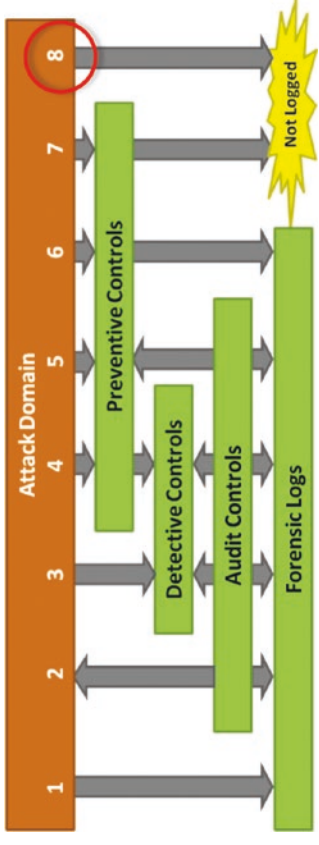 Attack Domain
1 2 3 4 5 6 7 8
Preventive Controls
Detective Controls
Audit Controls
Forensic Logs
Not Logged